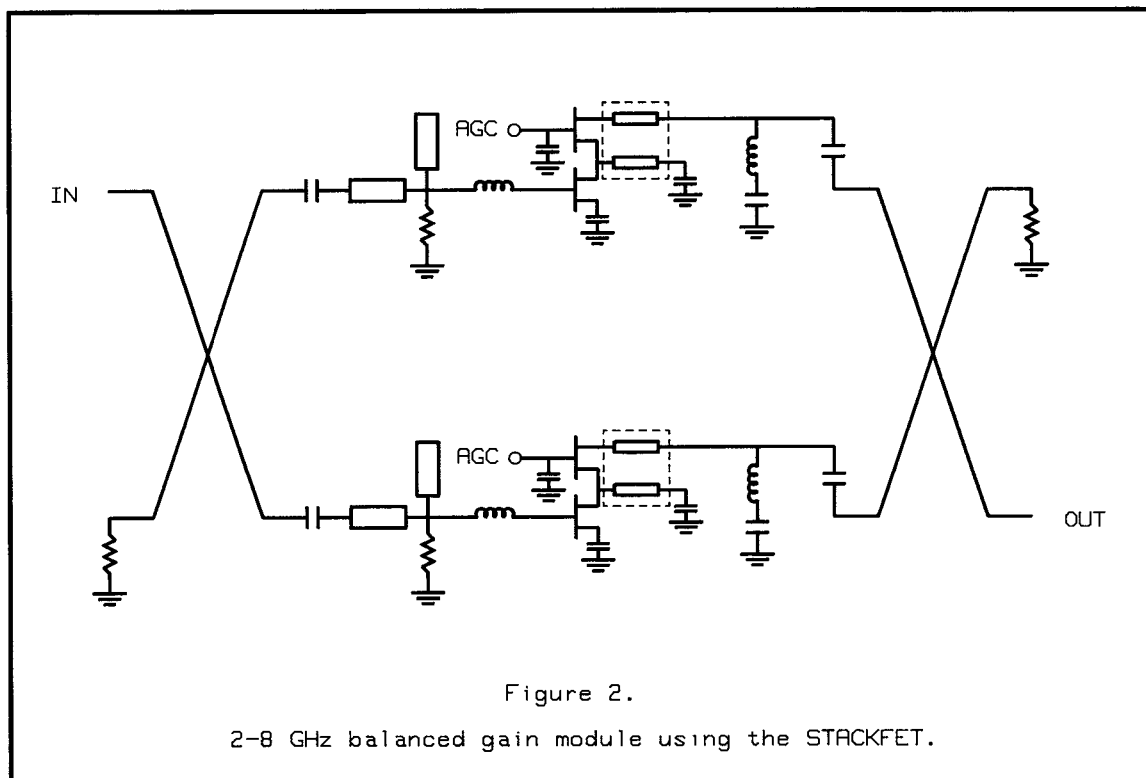 AGC
IN
AGC
OUT
Figure 2.
2-8 GHz balanced gain module using the STACKFET.